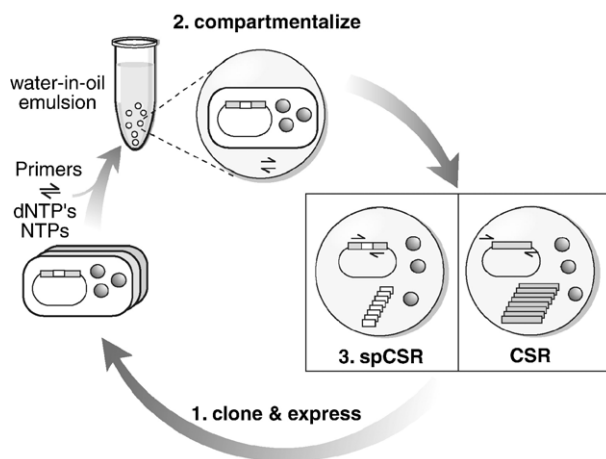 2. compartmentalize
water-in-oil
emulsion
Primers
dNTP's
NTPs
3. spCSR
CSR
1. clone & express